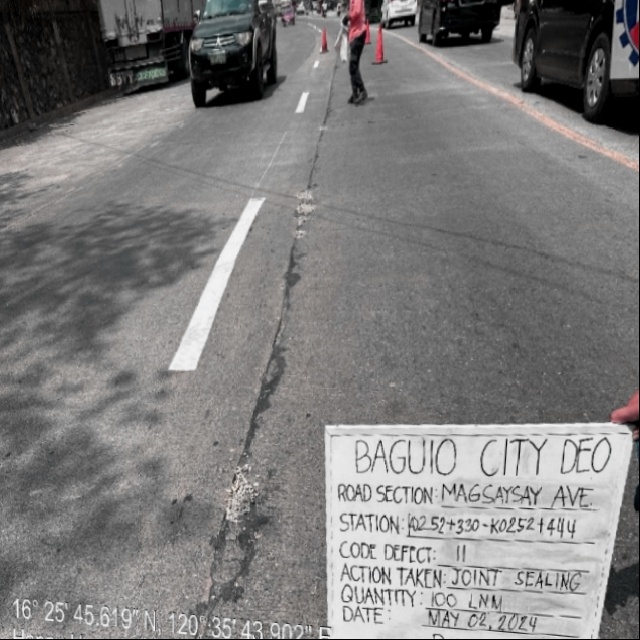 BAGUIO CITY DEO
ROAD SECTION: MAGSAYSAY AVE
STATION: K0252+330-K0252+444
CODE DEFECT: 11
ACTION TAKEN: JOINT SEALING
QUANTITY: 100 LNM
DATE: MAY 02, 2024
16° 25' 45.619" N, 120° 35' 43.902" E